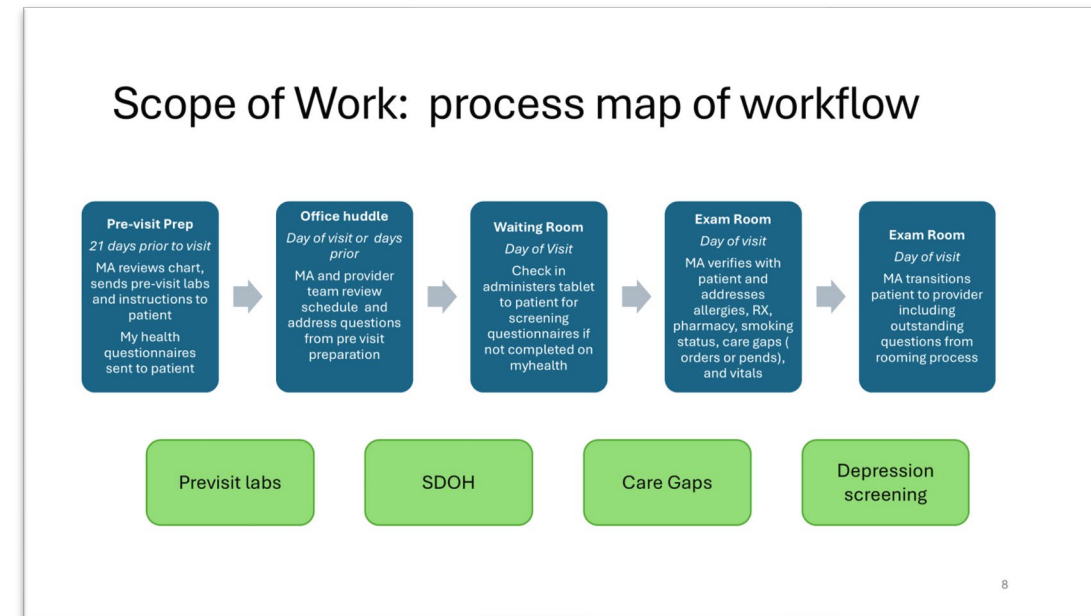 Scope of Work:  process map of workflow
Pre-visit Prep
21 days prior to visit
MA reviews chart,
sends pre-visit labs
and instructions to
patient
My health
questionnaires
sent to patient
Office huddle
Day of visit or  days
prior
MA and provider
team review
schedule  and
address questions
from pre visit
preparation
Waiting Room
Day of Visit
Check in
administers tablet
to patient for
screening
questionnaires if
not completed on
myhealth
Exam Room
Day of visit
MA verifies with
patient and
addresses
allergies, RX,
pharmacy, smoking
status, care gaps (
orders or pends),
and vitals
Exam Room
Day of visit
MA transitions
patient to provider
including
outstanding
questions from
rooming process
Previsit labs
SDOH
Care Gaps
Depression
screening
8